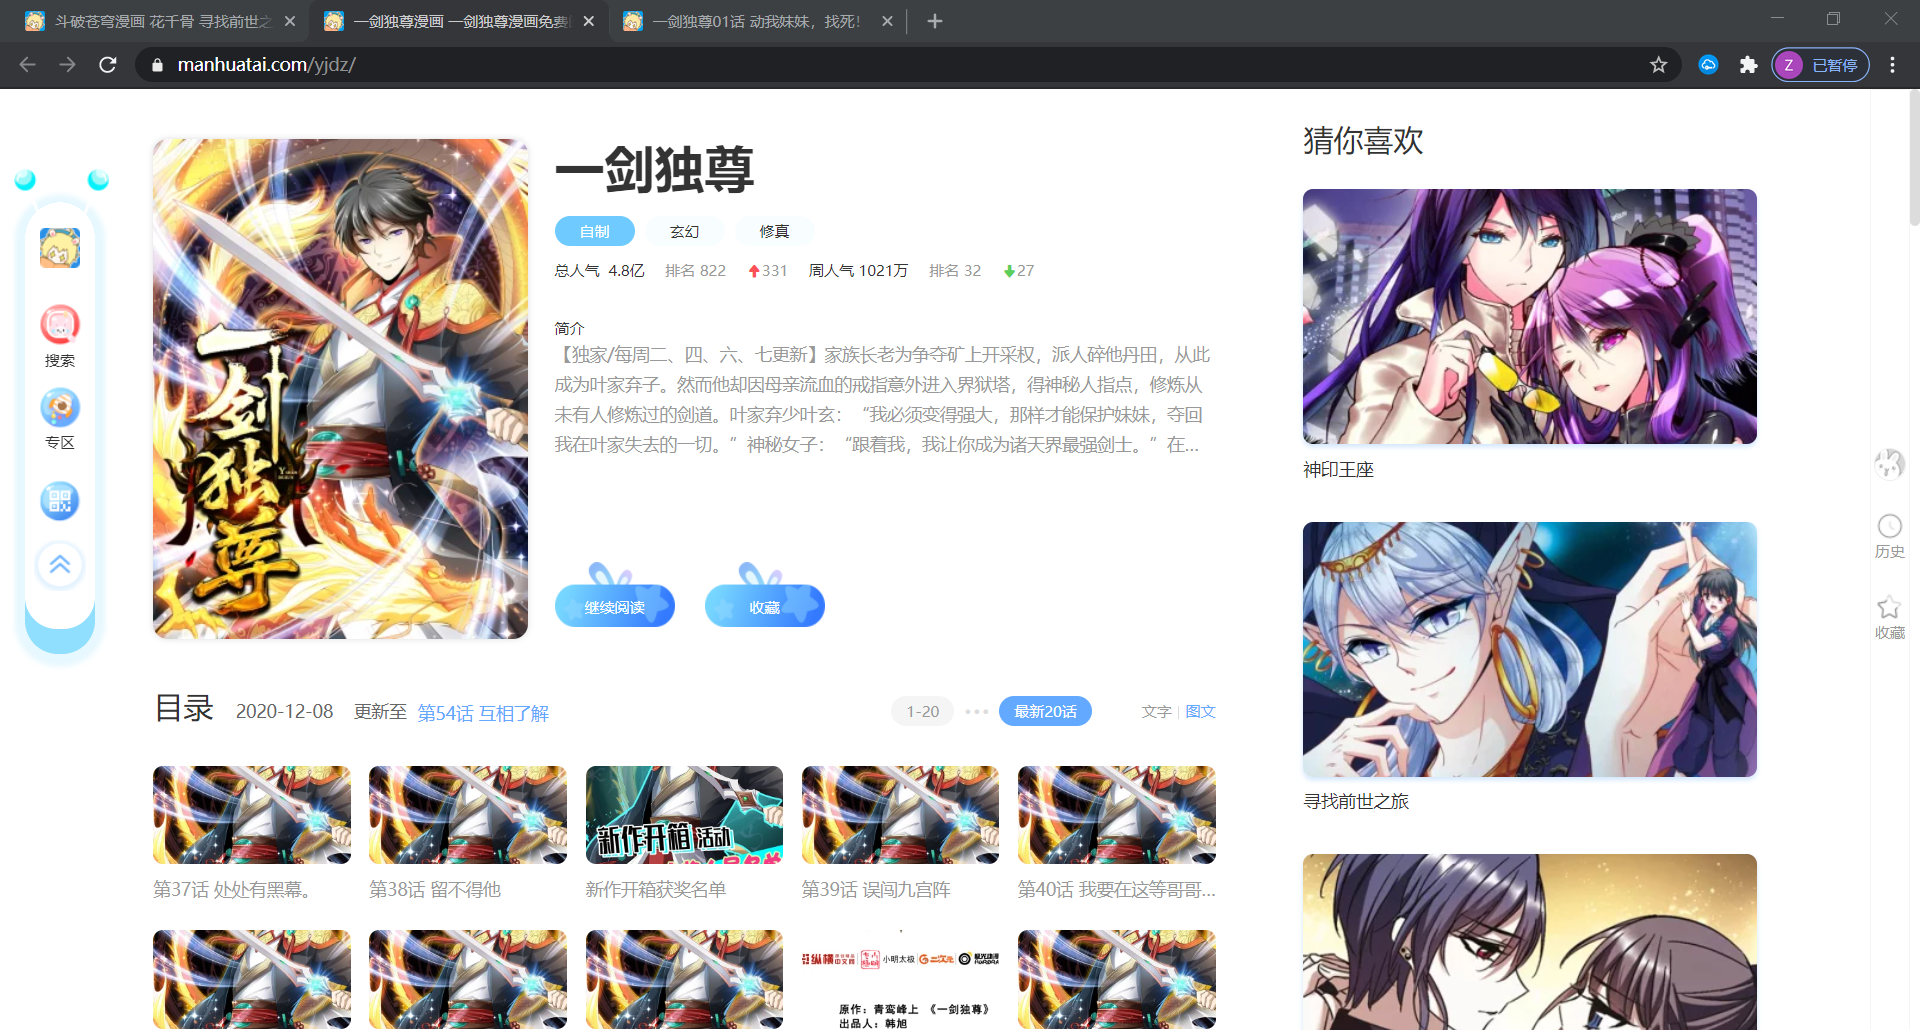 斗破苍穹漫画 花千骨 寻找前世之
一剑独尊漫画 一剑独尊漫画免费
一剑独尊01话 动我妹妹，找死！
manhuatai.com/yjdz/
Z 已暂停
搜索
专区
一剑独尊
一剑独尊
自制 玄幻 修真
总人气 4.8亿 排名 822 331 周人气 1021万 排名 32 27
简介
【独家/每周二、四、六、七更新】家族长老为争夺矿上开采权，派人碎他丹田，从此
成为叶家弃子。然而他却因母亲流血的戒指意外进入界狱塔，得神秘人指点，修炼从
未有人修炼过的剑道。叶家弃少叶玄：“我必须变得强大，那样才能保护妹妹，夺回
我在叶家失去的一切。”神秘女子：“跟着我，我让你成为诸天界最强剑士。”在...
继续阅读 收藏
目录 2020-12-08 更新至 第54话 互相了解
1-20 最新20话 文字 图文
新作开箱 活动
第37话 处处有黑幕。
第38话 留不得他
新作开箱获奖名单
第39话 误闯九宫阵
第40话 我要在这等哥哥...
纵横 小明太极 二次元
原作：青鸾峰上 《一剑独尊》
出品人：韩旭
猜你喜欢
神印王座
寻找前世之旅
历史
收藏